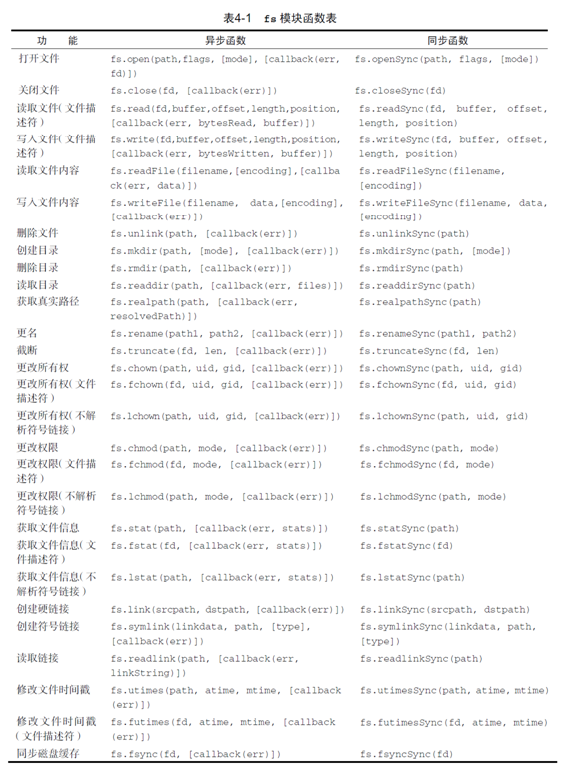 表4-1 fs 模块函数表
功 能 异步函数 同步函数
打开文件 fs.open(path,flags, [mode], [callback(err, fs.openSync(path, flags, [mode])
fd)])
关闭文件 fs.close(fd, [callback(err)]) fs.closeSync(fd)
读取文件(文件描 fs.read(fd,buffer,offset,length,position, fs.readSync(fd, buffer, offset,
述符) [callback(err, bytesRead, buffer)]) length, position)
写入文件(文件描 fs.write(fd,buffer,offset,length,position, fs.writeSync(fd, buffer, offset,
述符) [callback(err, bytesWritten, buffer)]) length, position)
读取文件内容 fs.readFile(filename,[encoding],[callba fs.readFileSync(filename,
ck(err, data)]) [encoding])
写入文件内容 fs.writeFile(filename, data,[encoding], fs.writeFileSync(filename, data,
[callback(err)]) [encoding])
删除文件 fs.unlink(path, [callback(err)]) fs.unlinkSync(path)
创建目录 fs.mkdir(path, [mode], [callback(err)]) fs.mkdirSync(path, [mode])
删除目录 fs.rmdir(path, [callback(err)]) fs.rmdirSync(path)
读取目录 fs.readdir(path, [callback(err, files)]) fs.readdirSync(path)
获取真实路径 fs.realpath(path, [callback(err, fs.realpathSync(path)
resolvedPath)])
更名 fs.rename(path1, path2, [callback(err)]) fs.renameSync(path1, path2)
截断 fs.truncate(fd, len, [callback(err)]) fs.truncateSync(fd, len)
更改所有权 fs.chown(path, uid, gid, [callback(err)]) fs.chownSync(path, uid, gid)
更改所有权(文件 fs.fchown(fd, uid, gid, [callback(err)]) fs.fchownSync(fd, uid, gid)
描述符)
更改所有权(不解 fs.lchown(path, uid, gid, [callback(err)]) fs.lchownSync(path, uid, gid)
析符号链接)
更改权限 fs.chmod(path, mode, [callback(err)]) fs.chmodSync(path, mode)
更改权限(文件描 fs.fchmod(fd, mode, [callback(err)]) fs.fchmodSync(fd, mode)
述符)
更改权限(不解析 fs.lchmod(path, mode, [callback(err)]) fs.lchmodSync(path, mode)
符号链接)
获取文件信息 fs.stat(path, [callback(err, stats)]) fs.statSync(path)
获取文件信息(文 fs.fstat(fd, [callback(err, stats)]) fs.fstatSync(fd)
件描述符)
获取文件信息(不 fs.lstat(path, [callback(err, stats)]) fs.lstatSync(path)
解析符号链接)
创建硬链接 fs.link(srcpath, dstpath, [callback(err)]) fs.linkSync(srcpath, dstpath)
创建符号链接 fs.symlink(linkdata, path, [type], fs.symlinkSync(linkdata, path,
[callback(err)]) [type])
读取链接 fs.readlink(path, [callback(err, fs.readlinkSync(path)
linkString)])
修改文件时间戳 fs.utimes(path, atime, mtime, [callback fs.utimesSync(path, atime, mtime)
(err)])
修改文件时间戳 fs.futimes(fd, atime, mtime, [callback fs.futimesSync(fd, atime, mtime)
(文件描述符) (err)])
同步磁盘缓存 fs.fsync(fd, [callback(err)]) fs.fsyncSync(fd)